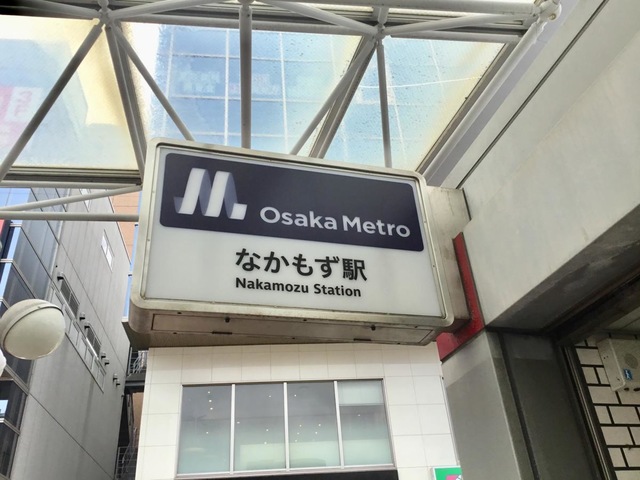 Osaka Metro
なかもず駅
Nakamozu Station